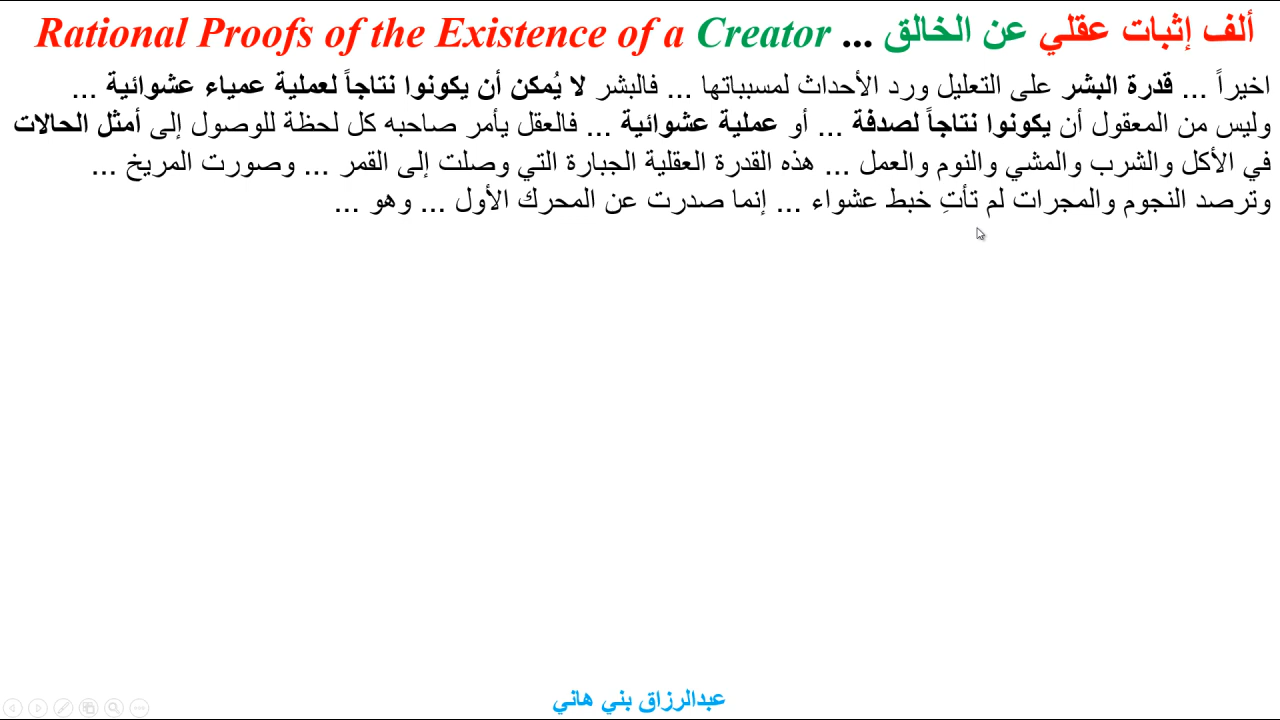 ألف إثبات عقلي عن الخالق ... Rational Proofs of the Existence of a Creator
اخيراً ... قدرة البشر على التعليل ورد الأحداث لمسبباتها ... فالبشر لا يُمكن أن يكونوا نتاجاً لعملية عمياء عشوائية ...
وليس من المعقول أن يكونوا نتاجاً لصدفة ... أو عملية عشوائية ... فالعقل يأمر صاحبه كل لحظة للوصول إلى أمثل الحالات
في الأكل والشرب والمشي والنوم والعمل ... هذه القدرة العقلية الجبارة التي وصلت إلى القمر ... وصورت المريخ ...
وترصد النجوم والمجرات لم تأتِ خبط عشواء ... إنما صدرت عن المحرك الأول ... وهو ...
عبدالرزاق بني هاني